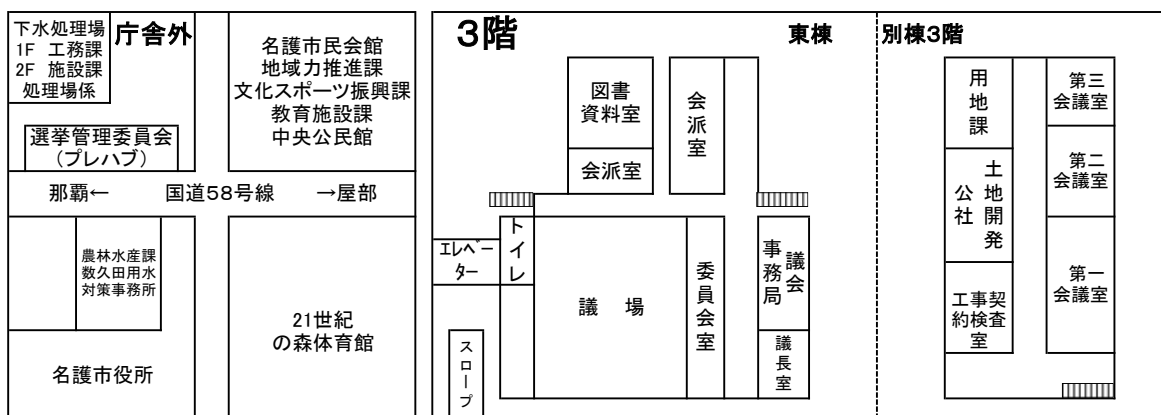 下水処理場
1F 工務課
2F 施設課
処理場係
庁舎外
名護市民会館
地域力推進課
文化スポーツ振興課
教育施設課
中央公民館
選挙管理委員会
(プレハブ)
那覇← 国道58号線 →屋部
農林水産課
数久田用水
対策事務所
名護市役所
21世紀
の森体育館
3階
東棟
図書
資料室
会派室
会派室
トイレ
エレベーター
スロープ
議場
委員会室
議会
事務局
議長室
別棟3階
用地課
土地開発
公社
工事契
約検査
室
第三
会議室
第二
会議室
第一
会議室